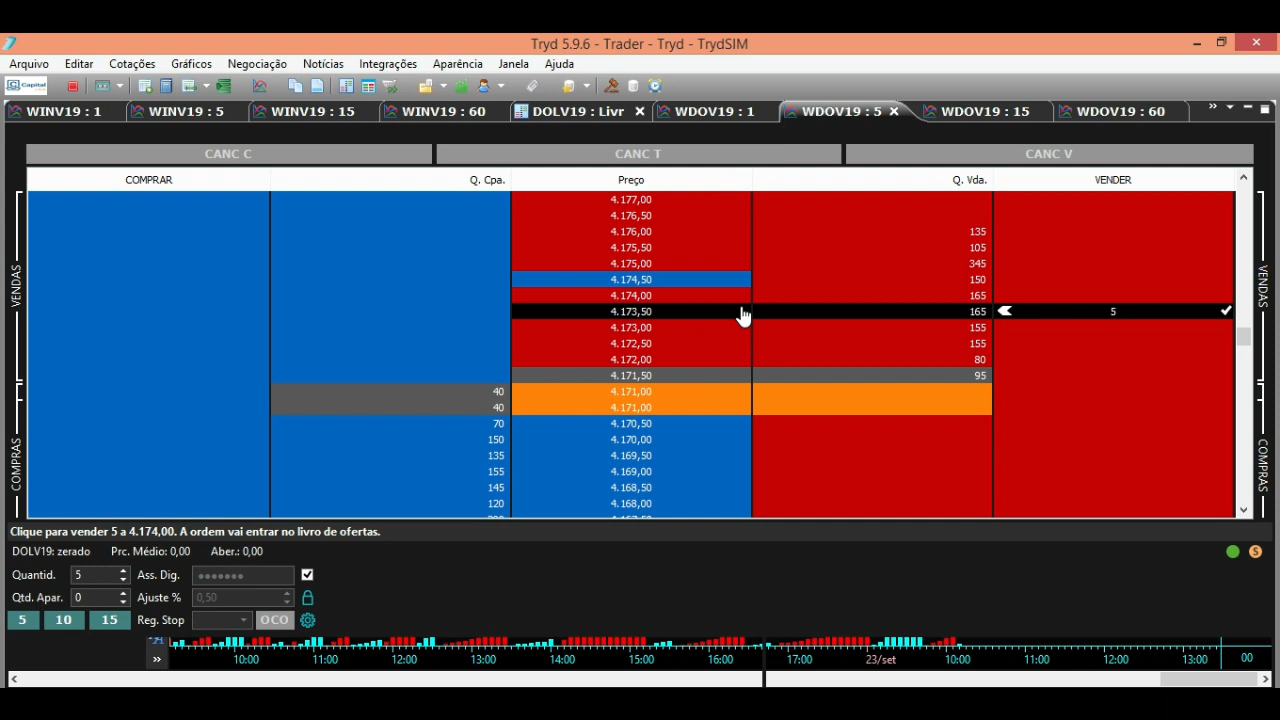 Tryd 5.9.6 - Trader - Tryd - TrydSIM
Arquivo Editar Cotações Gráficos Negociação Notícias Integrações Aparência Janela Ajuda
Capital
WINV19 : 1 WINV19 : 5 WINV19 : 15 WINV19 : 60 DOLV19 : Livr WDOV19 : 1 WDOV19 : 5 WDOV19 : 15 WDOV19 : 60
CANC C CANC T CANC V
COMPRAR Q. Cpa. Preço Q. Vda. VENDER
4.177,00
4.176,50
4.176,00 135
4.175,50 105
4.175,00 345
4.174,50 150
4.174,00 165
4.173,50 165 5
4.173,00 155
4.172,50 155
4.172,00 80
4.171,50 95
40 4.171,00
40 4.171,00
70 4.170,50
150 4.170,00
135 4.169,50
155 4.169,00
145 4.168,50
120 4.168,00
VENDAS
COMPRAS
VENDAS
COMPRAS
Clique para vender 5 a 4.174,00. A ordem vai entrar no livro de ofertas.
DOLV19: zerado Prc. Médio: 0,00 Aber.: 0,00 S
Quantid. 5 Ass. Dig.
Qtd. Apar. 0 Ajuste % 0,50
5 10 15 Reg. Stop OCO
10:00 11:00 12:00 13:00 14:00 15:00 16:00 17:00 23/set 10:00 11:00 12:00 13:00 00